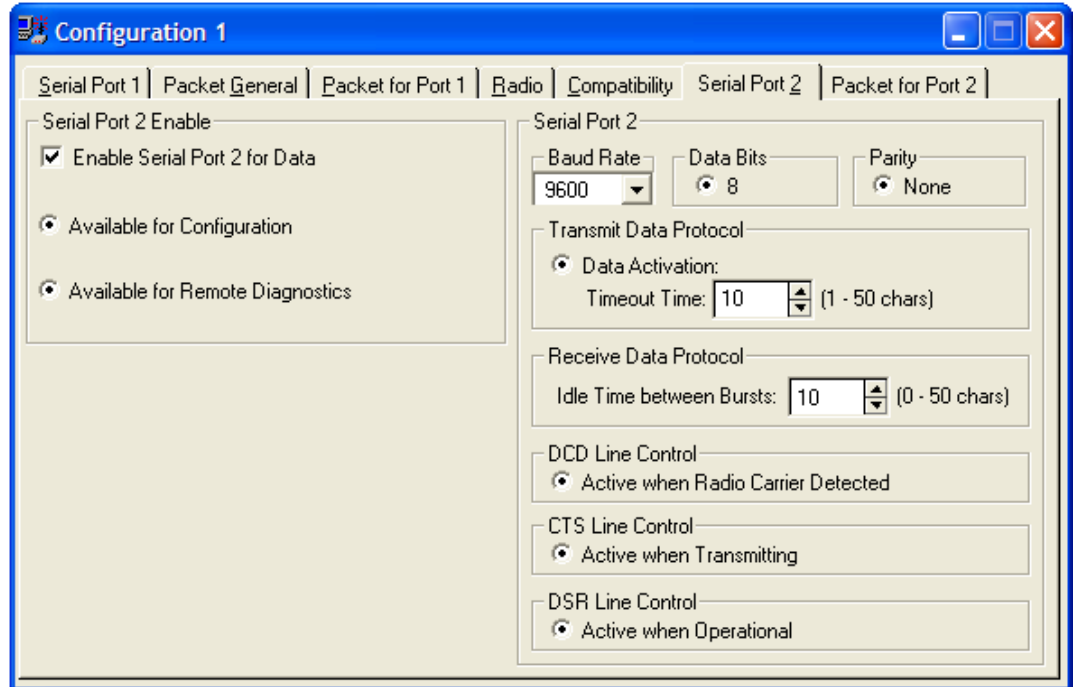 Configuration 1
Serial Port 1 Packet General Packet for Port 1 Radio Compatibility Serial Port 2 Packet for Port 2
Serial Port 2 Enable
Enable Serial Port 2 for Data
Available for Configuration
Available for Remote Diagnostics
Serial Port 2
Baud Rate Data Bits Parity
9600 8 None
Transmit Data Protocol
Data Activation:
Timeout Time: 10 (1 - 50 chars)
Receive Data Protocol
Idle Time between Bursts: 10 (0 - 50 chars)
DCD Line Control
Active when Radio Carrier Detected
CTS Line Control
Active when Transmitting
DSR Line Control
Active when Operational